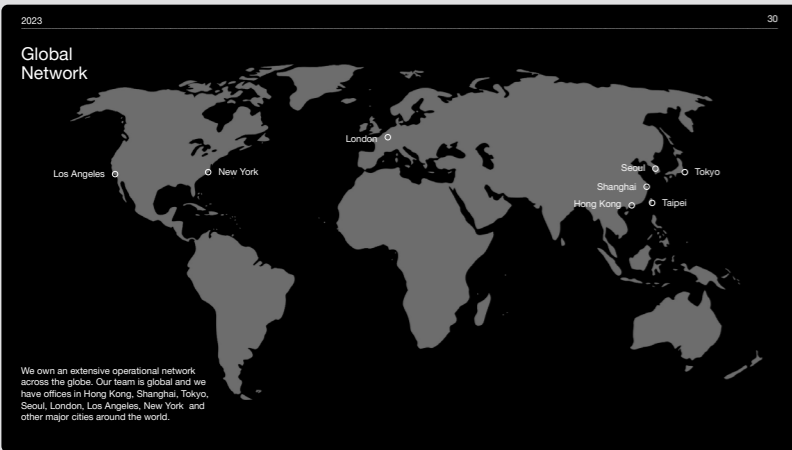 2023
30
Global
Network
London
Los Angeles
New York
Seoul
Tokyo
Shanghai
Hong Kong
Taipei
We own an extensive operational network
across the globe. Our team is global and we
have offices in Hong Kong, Shanghai, Tokyo,
Seoul, London, Los Angeles, New York  and
other major cities around the world.